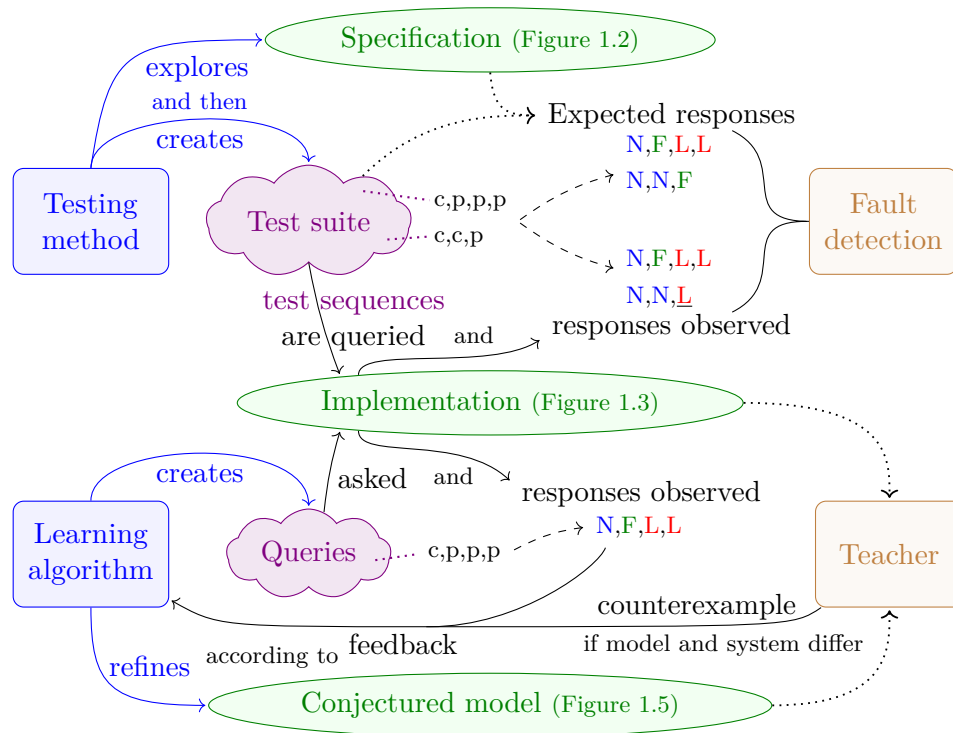 Specification (Figure 1.2)
explores
and then
creates
Expected responses
N,F,L,L
N,N,F
Testing
method
Test suite
c,p,p,p
c,c,p
Fault
detection
N,F,L,L
N,N,L
test sequences
are queried
and
responses observed
Implementation (Figure 1.3)
creates
asked
and
responses observed
Learning
algorithm
Queries
c,p,p,p
N,F,L,L
Teacher
counterexample
if model and system differ
refines
according to
feedback
Conjectured model (Figure 1.5)